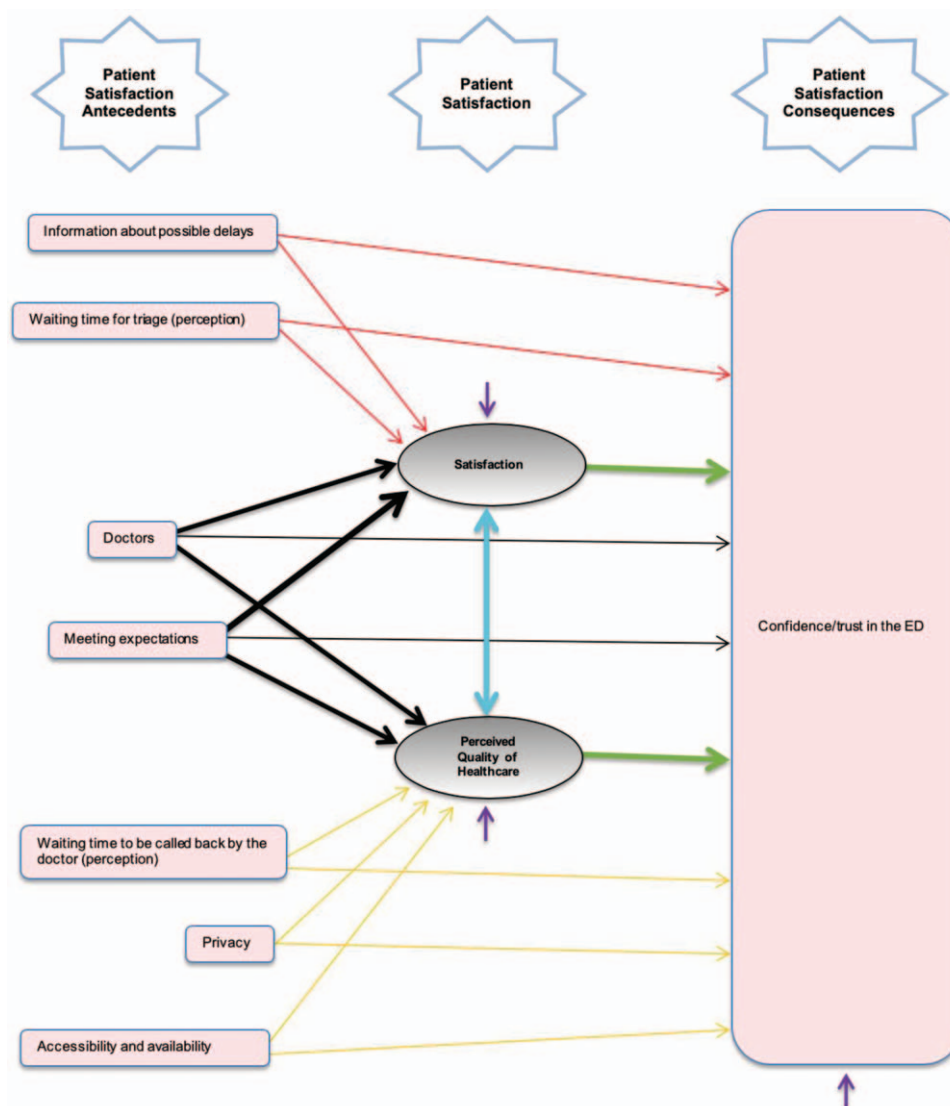 Patient
Satisfaction
Antecedents
Patient
Satisfaction
Patient
Satisfaction
Consequences
Information about possible delays
Waiting time for triage (perception)
Satisfaction
Doctors
Meeting expectations
Confidence/trust in the ED
Perceived
Quality of
Healthcare
Waiting time to be called back by the
doctor (perception)
Privacy
Accessibility and availability